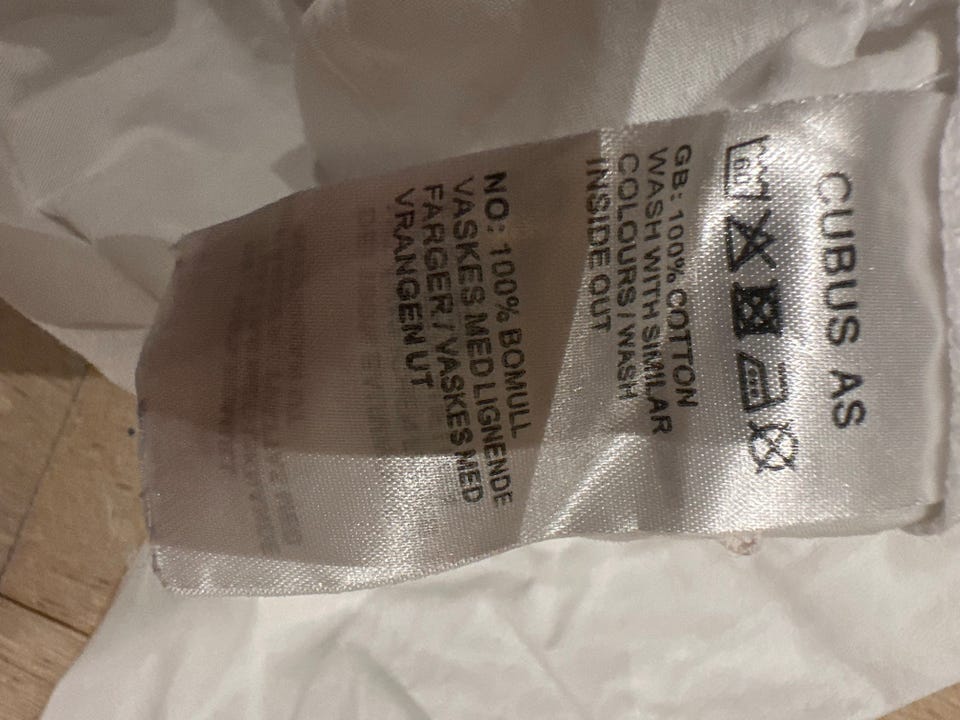 CUBUS AS
60
GB: 100% COTTON
WASH WITH SIMILAR
COLOURS / WASH
INSIDE OUT
NO: 100% BOMULL
VASKES MED LIGNENDE
FARGER / VASKES MED
VRANGEN UT